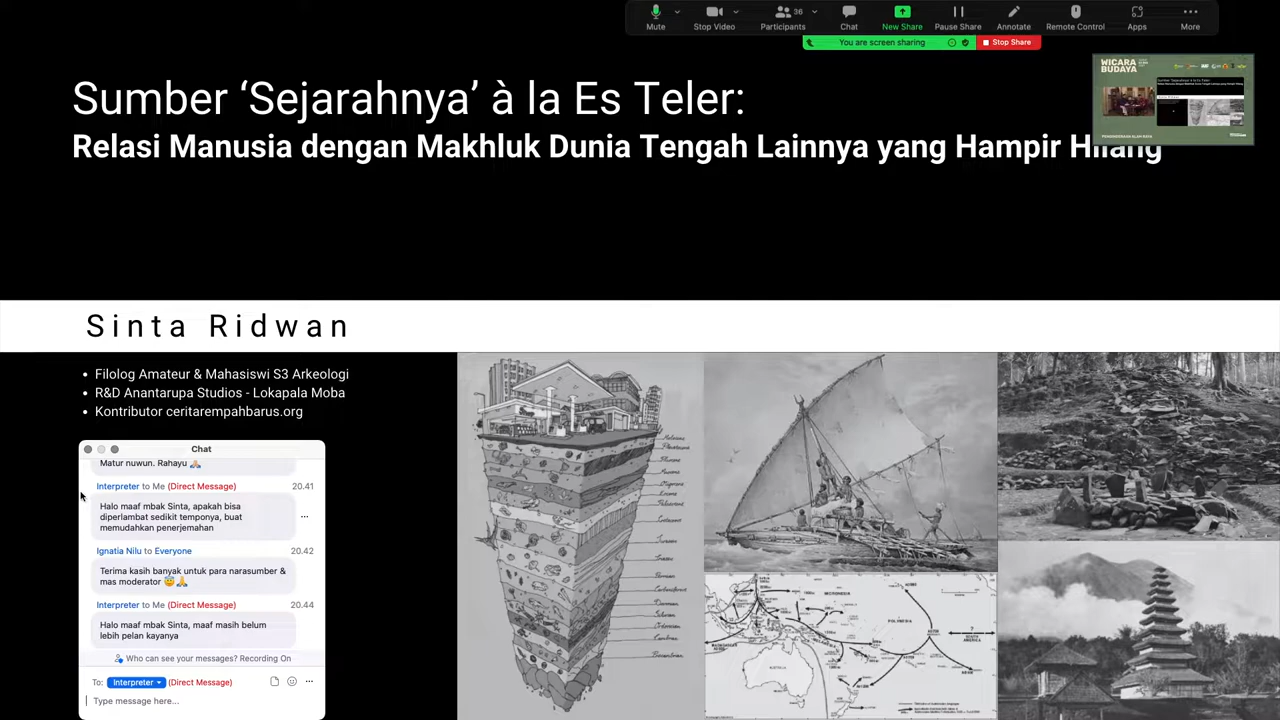 Mute
Stop Video
Participants
36
Chat
New Share
Pause Share
Annotate
Remote Control
Apps
More
You are screen sharing
Stop Share
WICARA
BUDAYA
Sumber ‘Sejarahnya’ à la Es Teler:
Relasi Manusia dengan Makhluk Dunia Tengah Lainnya yang Hampir Hilang
Sinta Ridwan
• Filolog Amateur & Mahasiswi S3 Arkeologi
• R&D Anantarupa Studios - Lokapala Moba
• Kontributor ceritarempahbarus.org
Chat
Matur nuwun. Rahayu 🙏🏻
Interpreter to Me (Direct Message) 20.41
Halo maaf mbak Sinta, apakah bisa
diperlambat sedikit temponya, buat
memudahkan penerjemahan
Ignatia Nilu to Everyone 20.42
Terima kasih banyak untuk para narasumber &
mas moderator 😇🙏
Interpreter to Me (Direct Message) 20.44
Halo maaf mbak Sinta, maaf masih belum
lebih pelan kayanya
Who can see your messages? Recording On
To: Interpreter (Direct Message)
Type message here...
MICRONESIA
POLYNESIA
AUSTRALIA